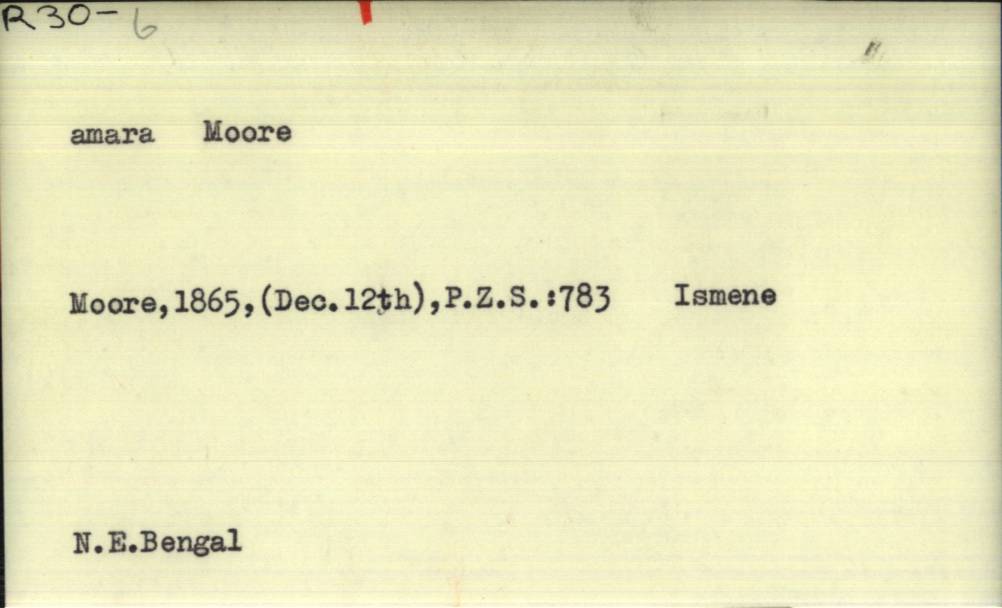 R30-6
amara Moore
Moore,1865,(Dec.12th),P.Z.S.:783 Ismene
N.E.Bengal